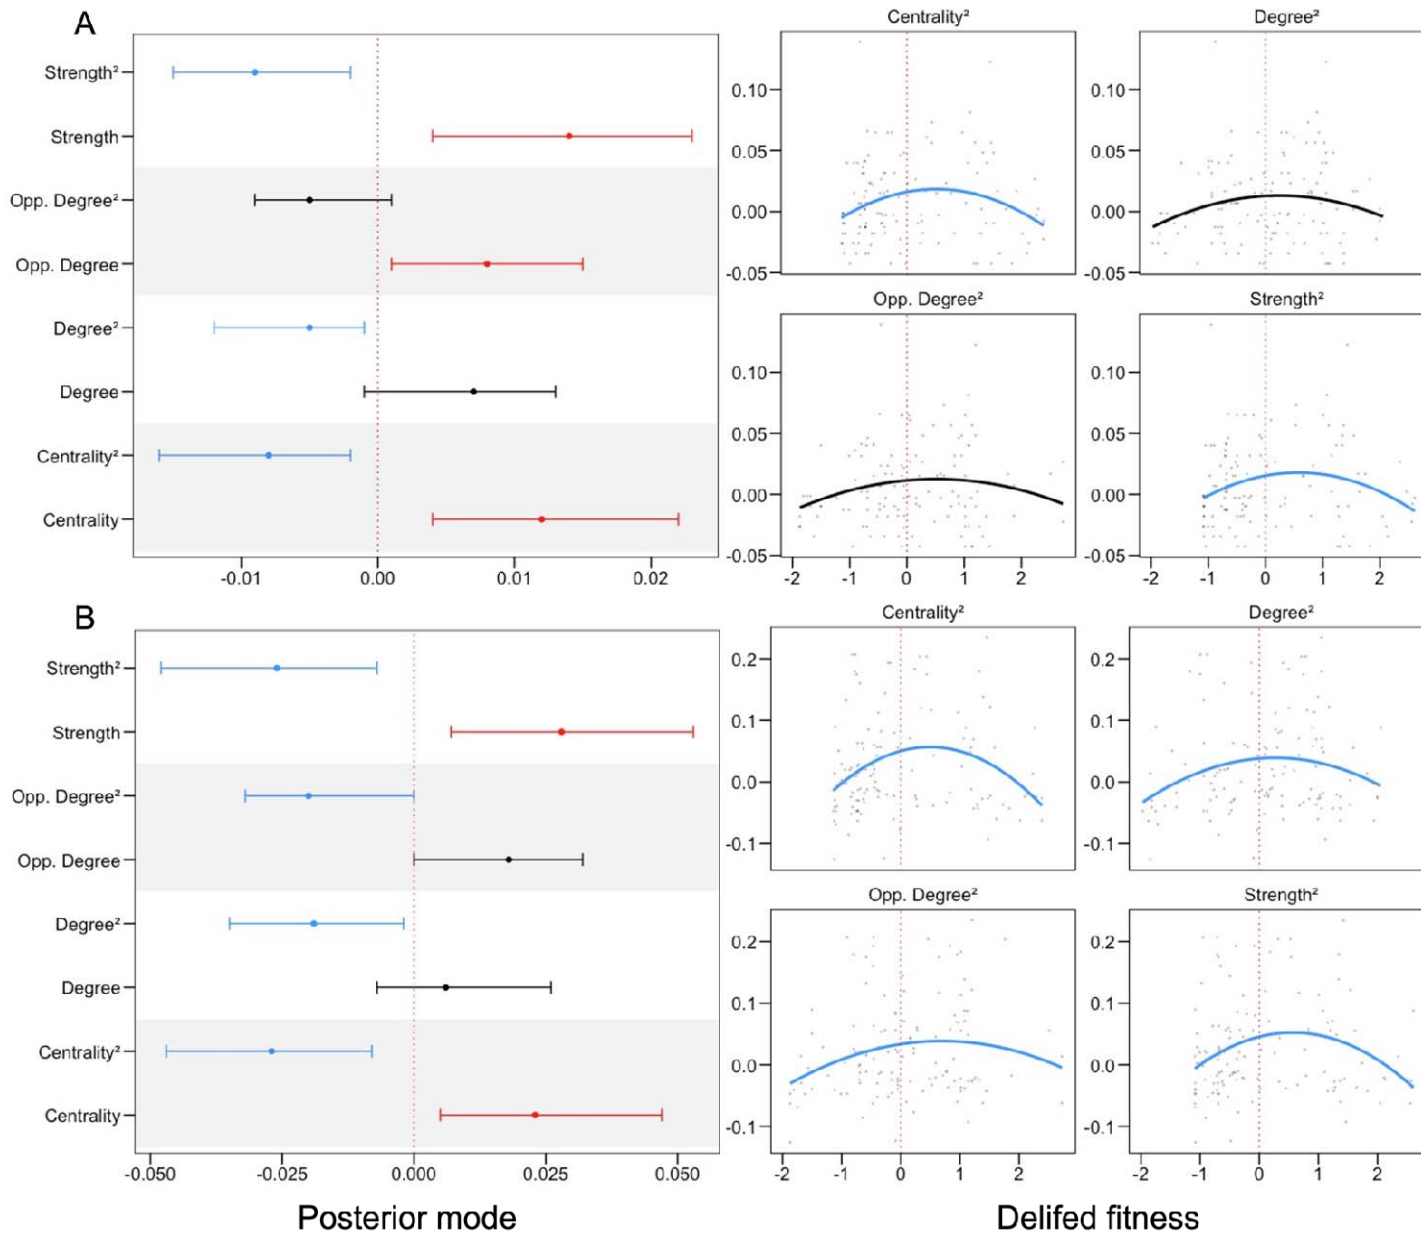 A
Strength²
Strength
Opp. Degree²
Opp. Degree
Degree²
Degree
Centrality²
Centrality
-0.01 0.00 0.01 0.02
Centrality²
0.10
0.05
0.00
-0.05
Degree²
0.10
0.05
0.00
-0.05
Opp. Degree²
0.10
0.05
0.00
-0.05
-2 -1 0 1 2
Strength²
0.10
0.05
0.00
-0.05
-2 -1 0 1 2
B
Strength²
Strength
Opp. Degree²
Opp. Degree
Degree²
Degree
Centrality²
Centrality
-0.050 -0.025 0.000 0.025 0.050
Posterior mode
Centrality²
0.2
0.1
0.0
-0.1
Degree²
0.2
0.1
0.0
-0.1
Opp. Degree²
0.2
0.1
0.0
-0.1
-2 -1 0 1 2
Strength²
0.2
0.1
0.0
-0.1
-2 -1 0 1 2
Delifed fitness